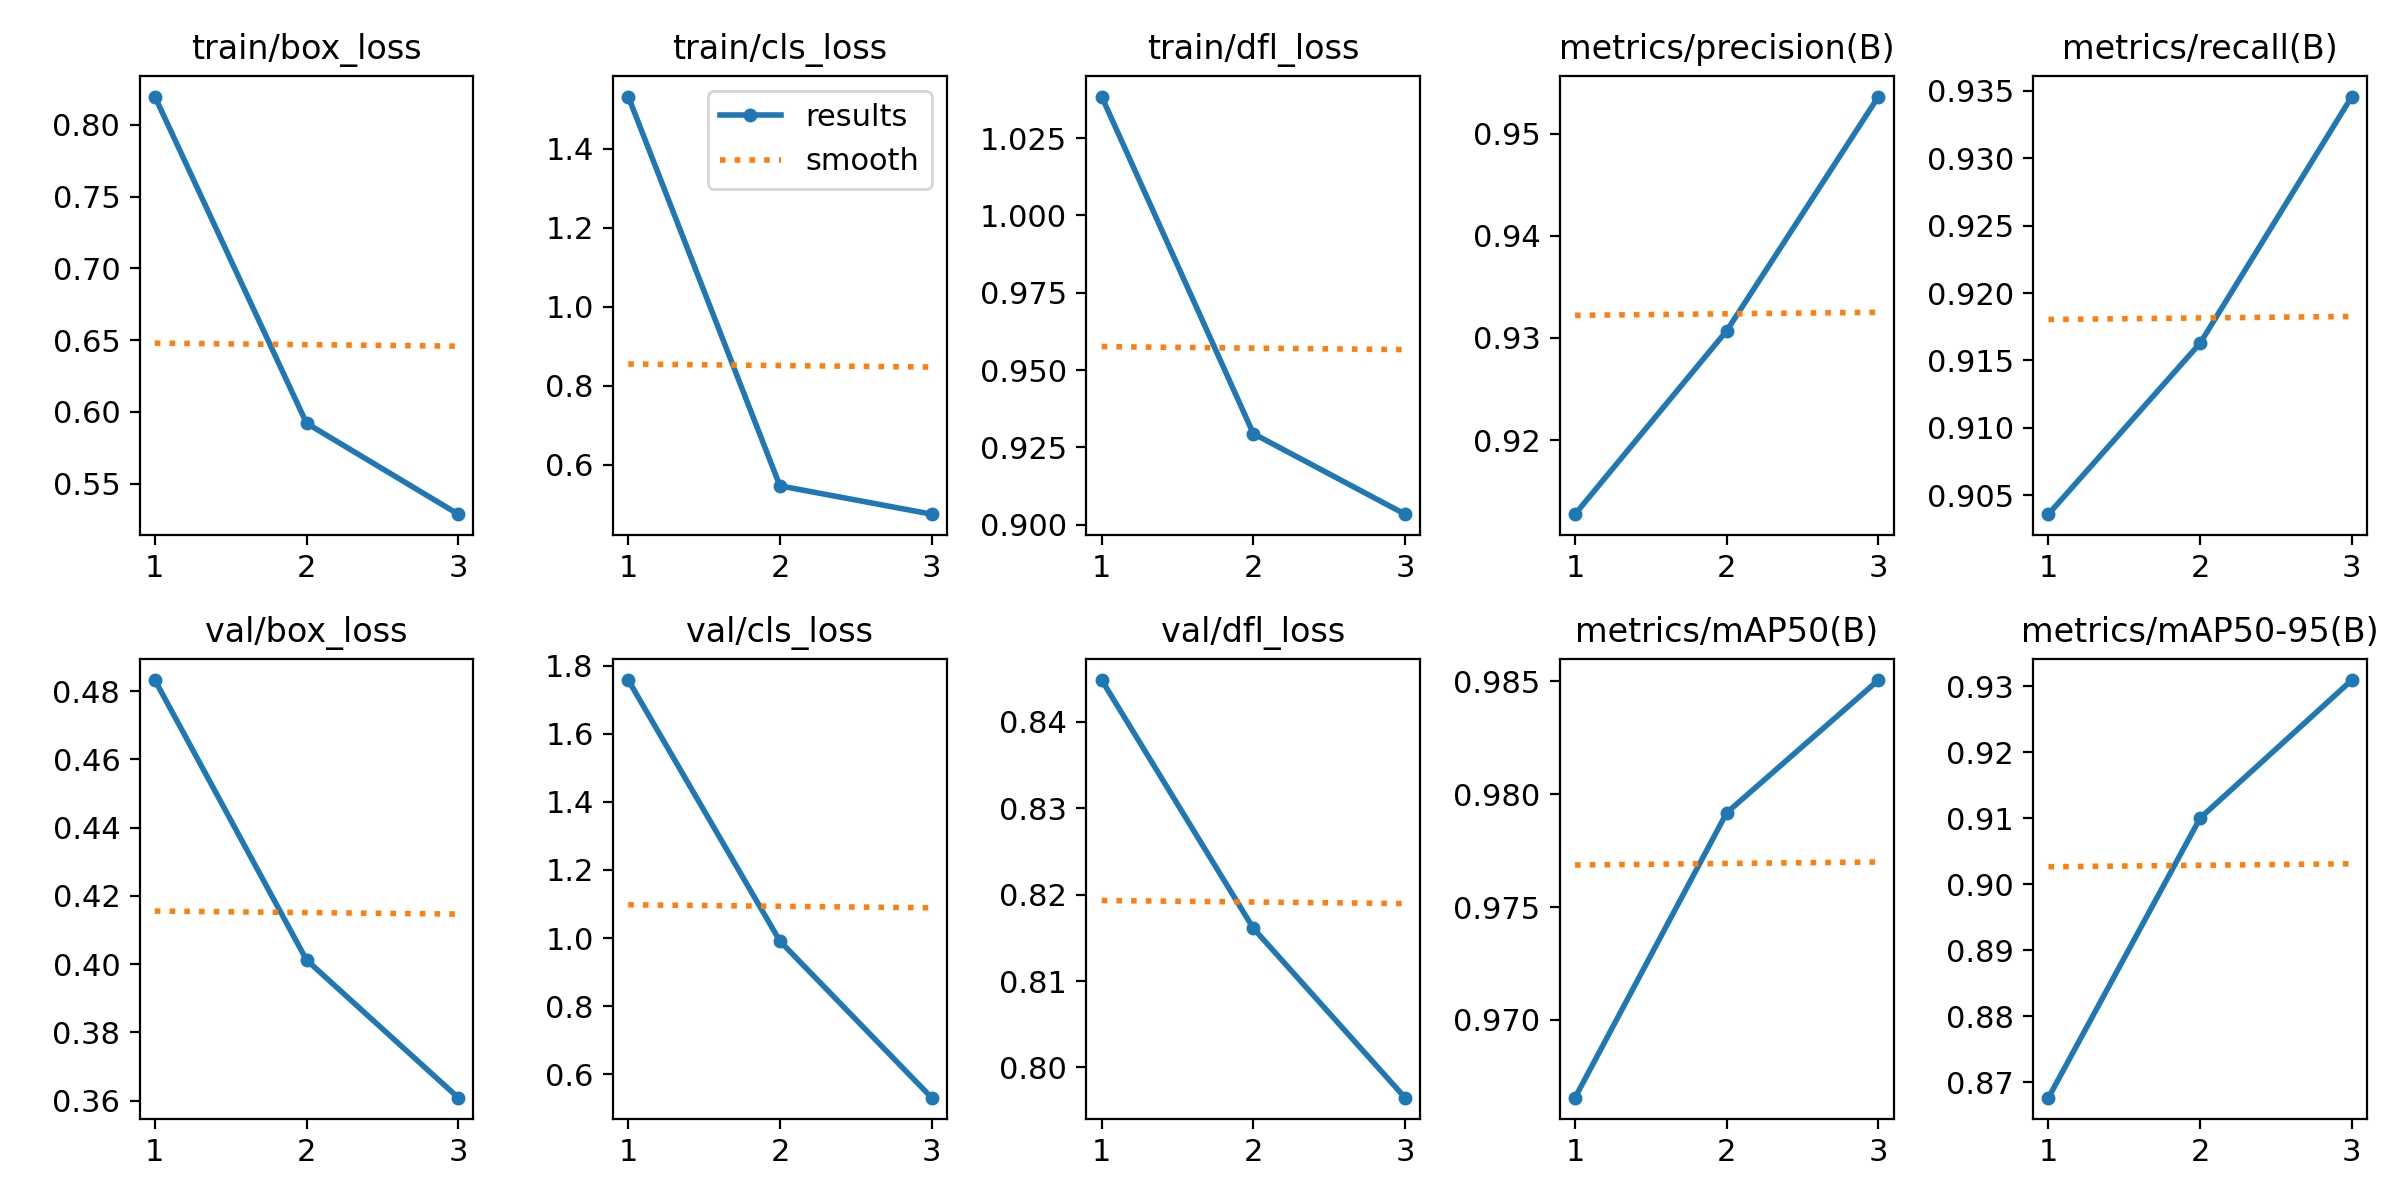 train/box_loss
0.80
0.75
0.70
0.65
0.60
0.55
1 2 3
train/cls_loss
results
smooth
1.4
1.2
1.0
0.8
0.6
1 2 3
train/dfl_loss
1.025
1.000
0.975
0.950
0.925
0.900
1 2 3
metrics/precision(B)
0.95
0.94
0.93
0.92
1 2 3
metrics/recall(B)
0.935
0.930
0.925
0.920
0.915
0.910
0.905
1 2 3
val/box_loss
0.48
0.46
0.44
0.42
0.40
0.38
0.36
1 2 3
val/cls_loss
1.8
1.6
1.4
1.2
1.0
0.8
0.6
1 2 3
val/dfl_loss
0.84
0.83
0.82
0.81
0.80
1 2 3
metrics/mAP50(B)
0.985
0.980
0.975
0.970
1 2 3
metrics/mAP50-95(B)
0.93
0.92
0.91
0.90
0.89
0.88
0.87
1 2 3